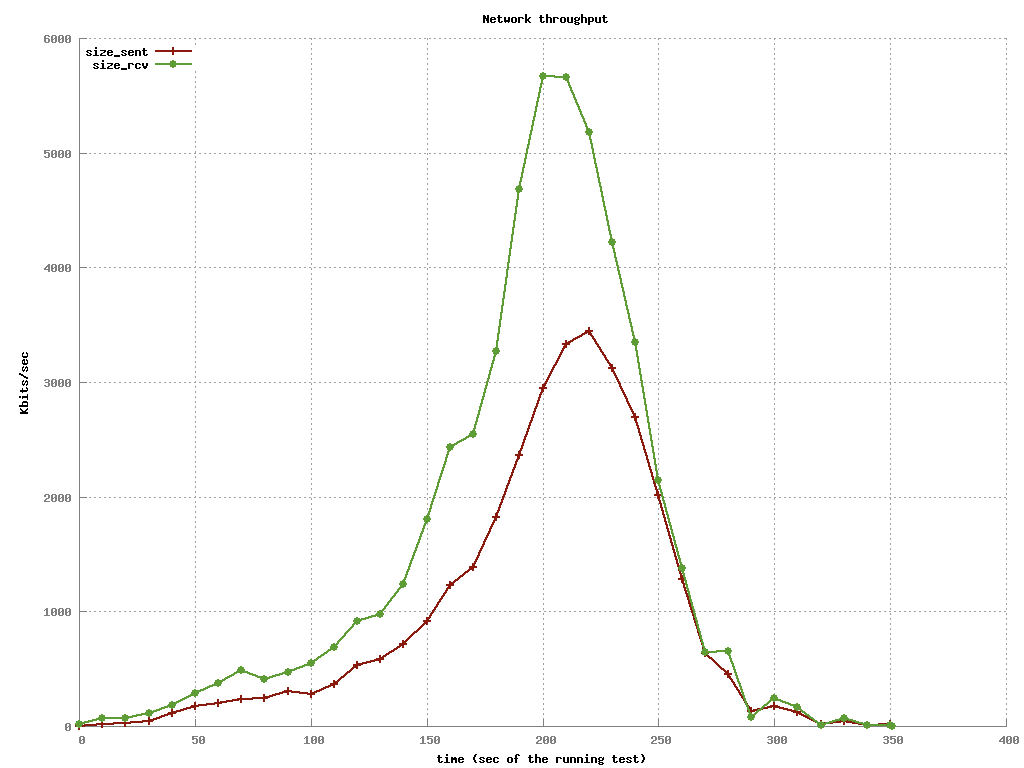 Network throughput
6000
size_sent
size_rcv
5000
4000
3000
Kbits/sec
2000
1000
0
0 50 100 150 200 250 300 350 400
time (sec of the running test)